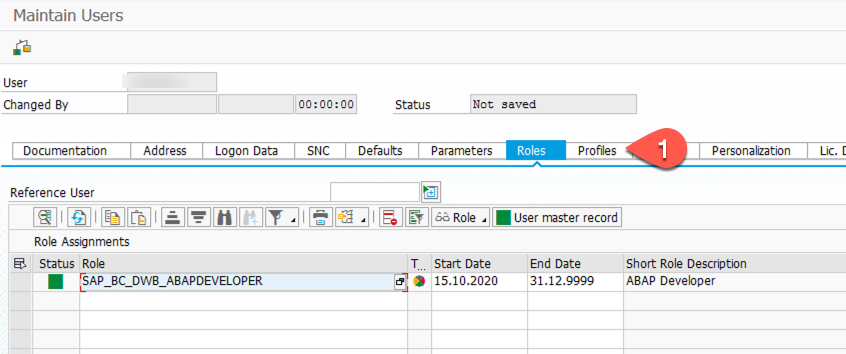 Maintain Users
User
Changed By 00:00:00 Status Not saved
Documentation Address Logon Data SNC Defaults Parameters Roles Profiles 1 Personalization Lic. D
Reference User
Role User master record
Role Assignments
Status Role T... Start Date End Date Short Role Description
SAP_BC_DWB_ABAPDEVELOPER 15.10.2020 31.12.9999 ABAP Developer